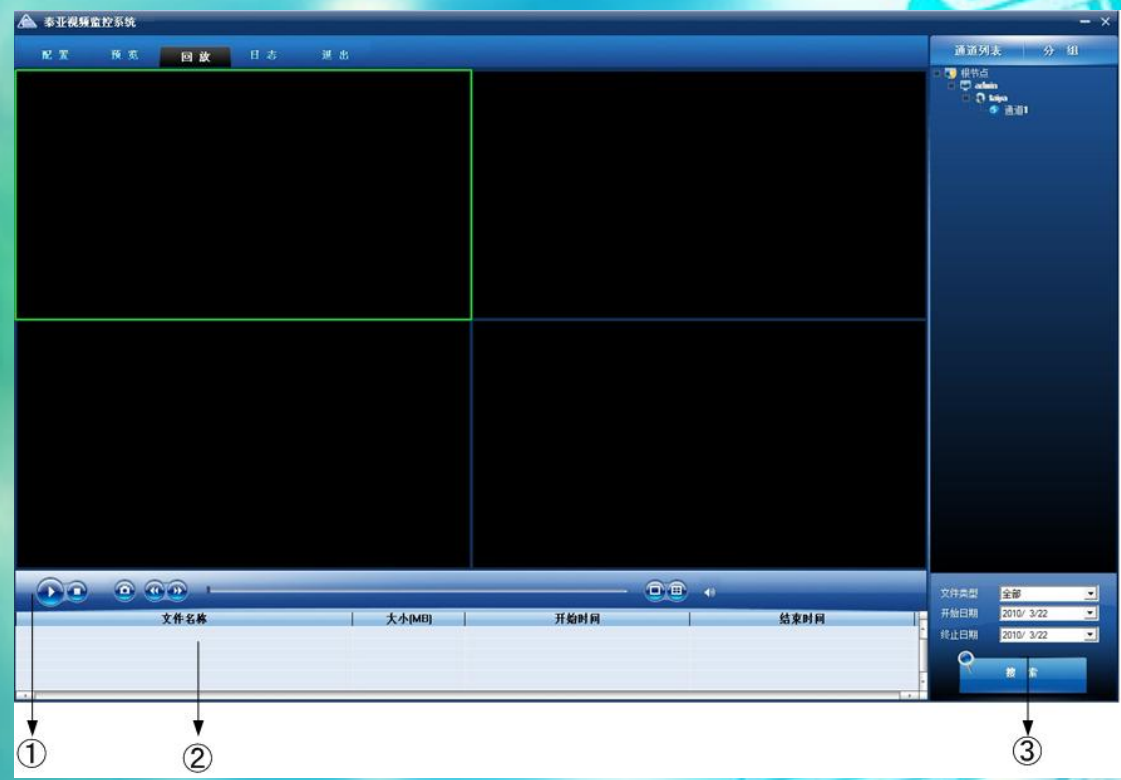 泰亚视频监控系统
配置 预览 回放 日志 退出
通道列表 分组
根节点
admin
taiya
通道1
文件类型 全部
开始日期 2010/ 3/22
终止日期 2010/ 3/22
搜索
文件名称 大小(MB) 开始时间 结束时间
① ② ③